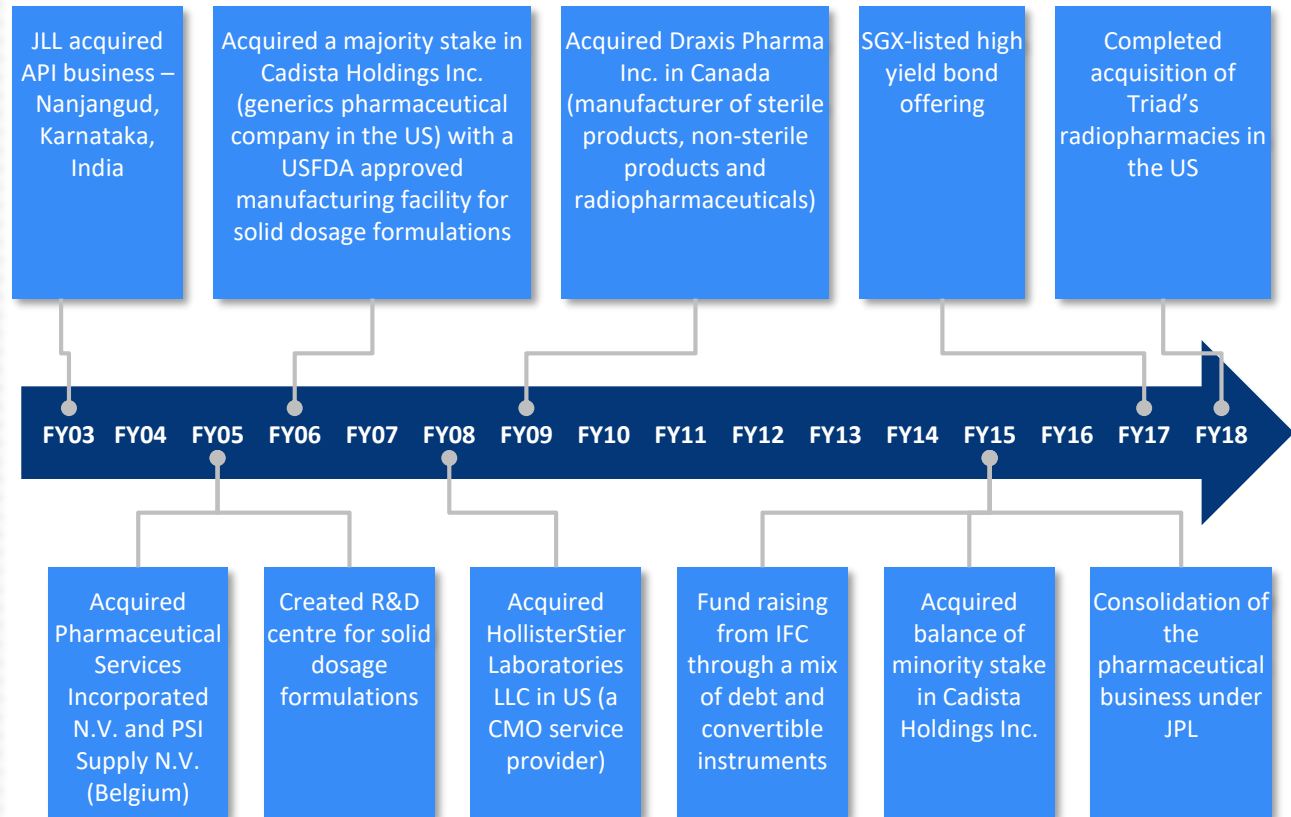 JLL acquired
API business –
Nanjangud,
Karnataka,
India
Acquired a majority stake in
Cadista Holdings Inc.
(generics pharmaceutical
company in the US) with a
USFDA approved
manufacturing facility for
solid dosage formulations
Acquired Draxis Pharma
Inc. in Canada
(manufacturer of sterile
products, non-sterile
products and
radiopharmaceuticals)
SGX-listed high
yield bond
offering
Completed
acquisition of
Triad’s
radiopharmacies in
the US
FY03 FY04 FY05 FY06 FY07 FY08 FY09 FY10 FY11 FY12 FY13 FY14 FY15 FY16 FY17 FY18
Acquired
Pharmaceutical
Services
Incorporated
N.V. and PSI
Supply N.V.
(Belgium)
Created R&D
centre for solid
dosage
formulations
Acquired
HollisterStier
Laboratories
LLC in US (a
CMO service
provider)
Fund raising
from IFC
through a mix
of debt and
convertible
instruments
Acquired
balance of
minority stake
in Cadista
Holdings Inc.
Consolidation of
the
pharmaceutical
business under
JPL